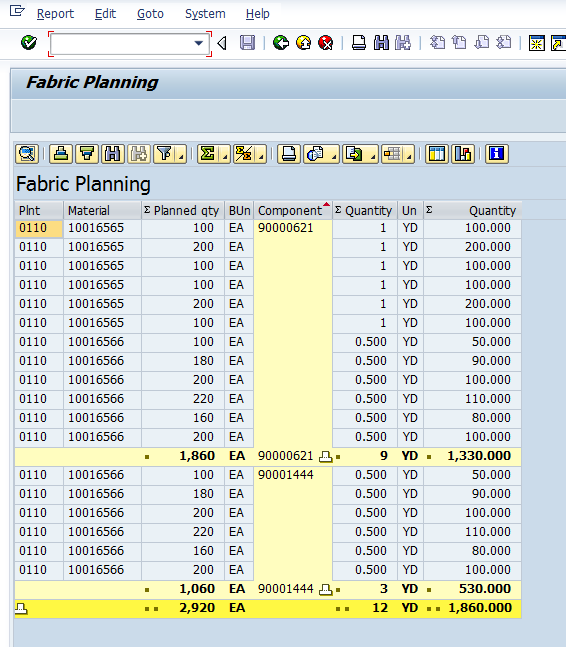 Report Edit Goto System Help
Fabric Planning
Fabric Planning
Plnt Material Σ Planned qty BUn Component Σ Quantity Un Σ Quantity
0110 10016565 100 EA 90000621 1 YD 100.000
0110 10016565 200 EA 1 YD 200.000
0110 10016565 100 EA 1 YD 100.000
0110 10016565 100 EA 1 YD 100.000
0110 10016565 200 EA 1 YD 200.000
0110 10016565 100 EA 1 YD 100.000
0110 10016566 100 EA 0.500 YD 50.000
0110 10016566 180 EA 0.500 YD 90.000
0110 10016566 200 EA 0.500 YD 100.000
0110 10016566 220 EA 0.500 YD 110.000
0110 10016566 160 EA 0.500 YD 80.000
0110 10016566 200 EA 0.500 YD 100.000
1,860 EA 90000621 9 YD 1,330.000
0110 10016566 100 EA 90001444 0.500 YD 50.000
0110 10016566 180 EA 0.500 YD 90.000
0110 10016566 200 EA 0.500 YD 100.000
0110 10016566 220 EA 0.500 YD 110.000
0110 10016566 160 EA 0.500 YD 80.000
0110 10016566 200 EA 0.500 YD 100.000
1,060 EA 90001444 3 YD 530.000
2,920 EA 12 YD 1,860.000